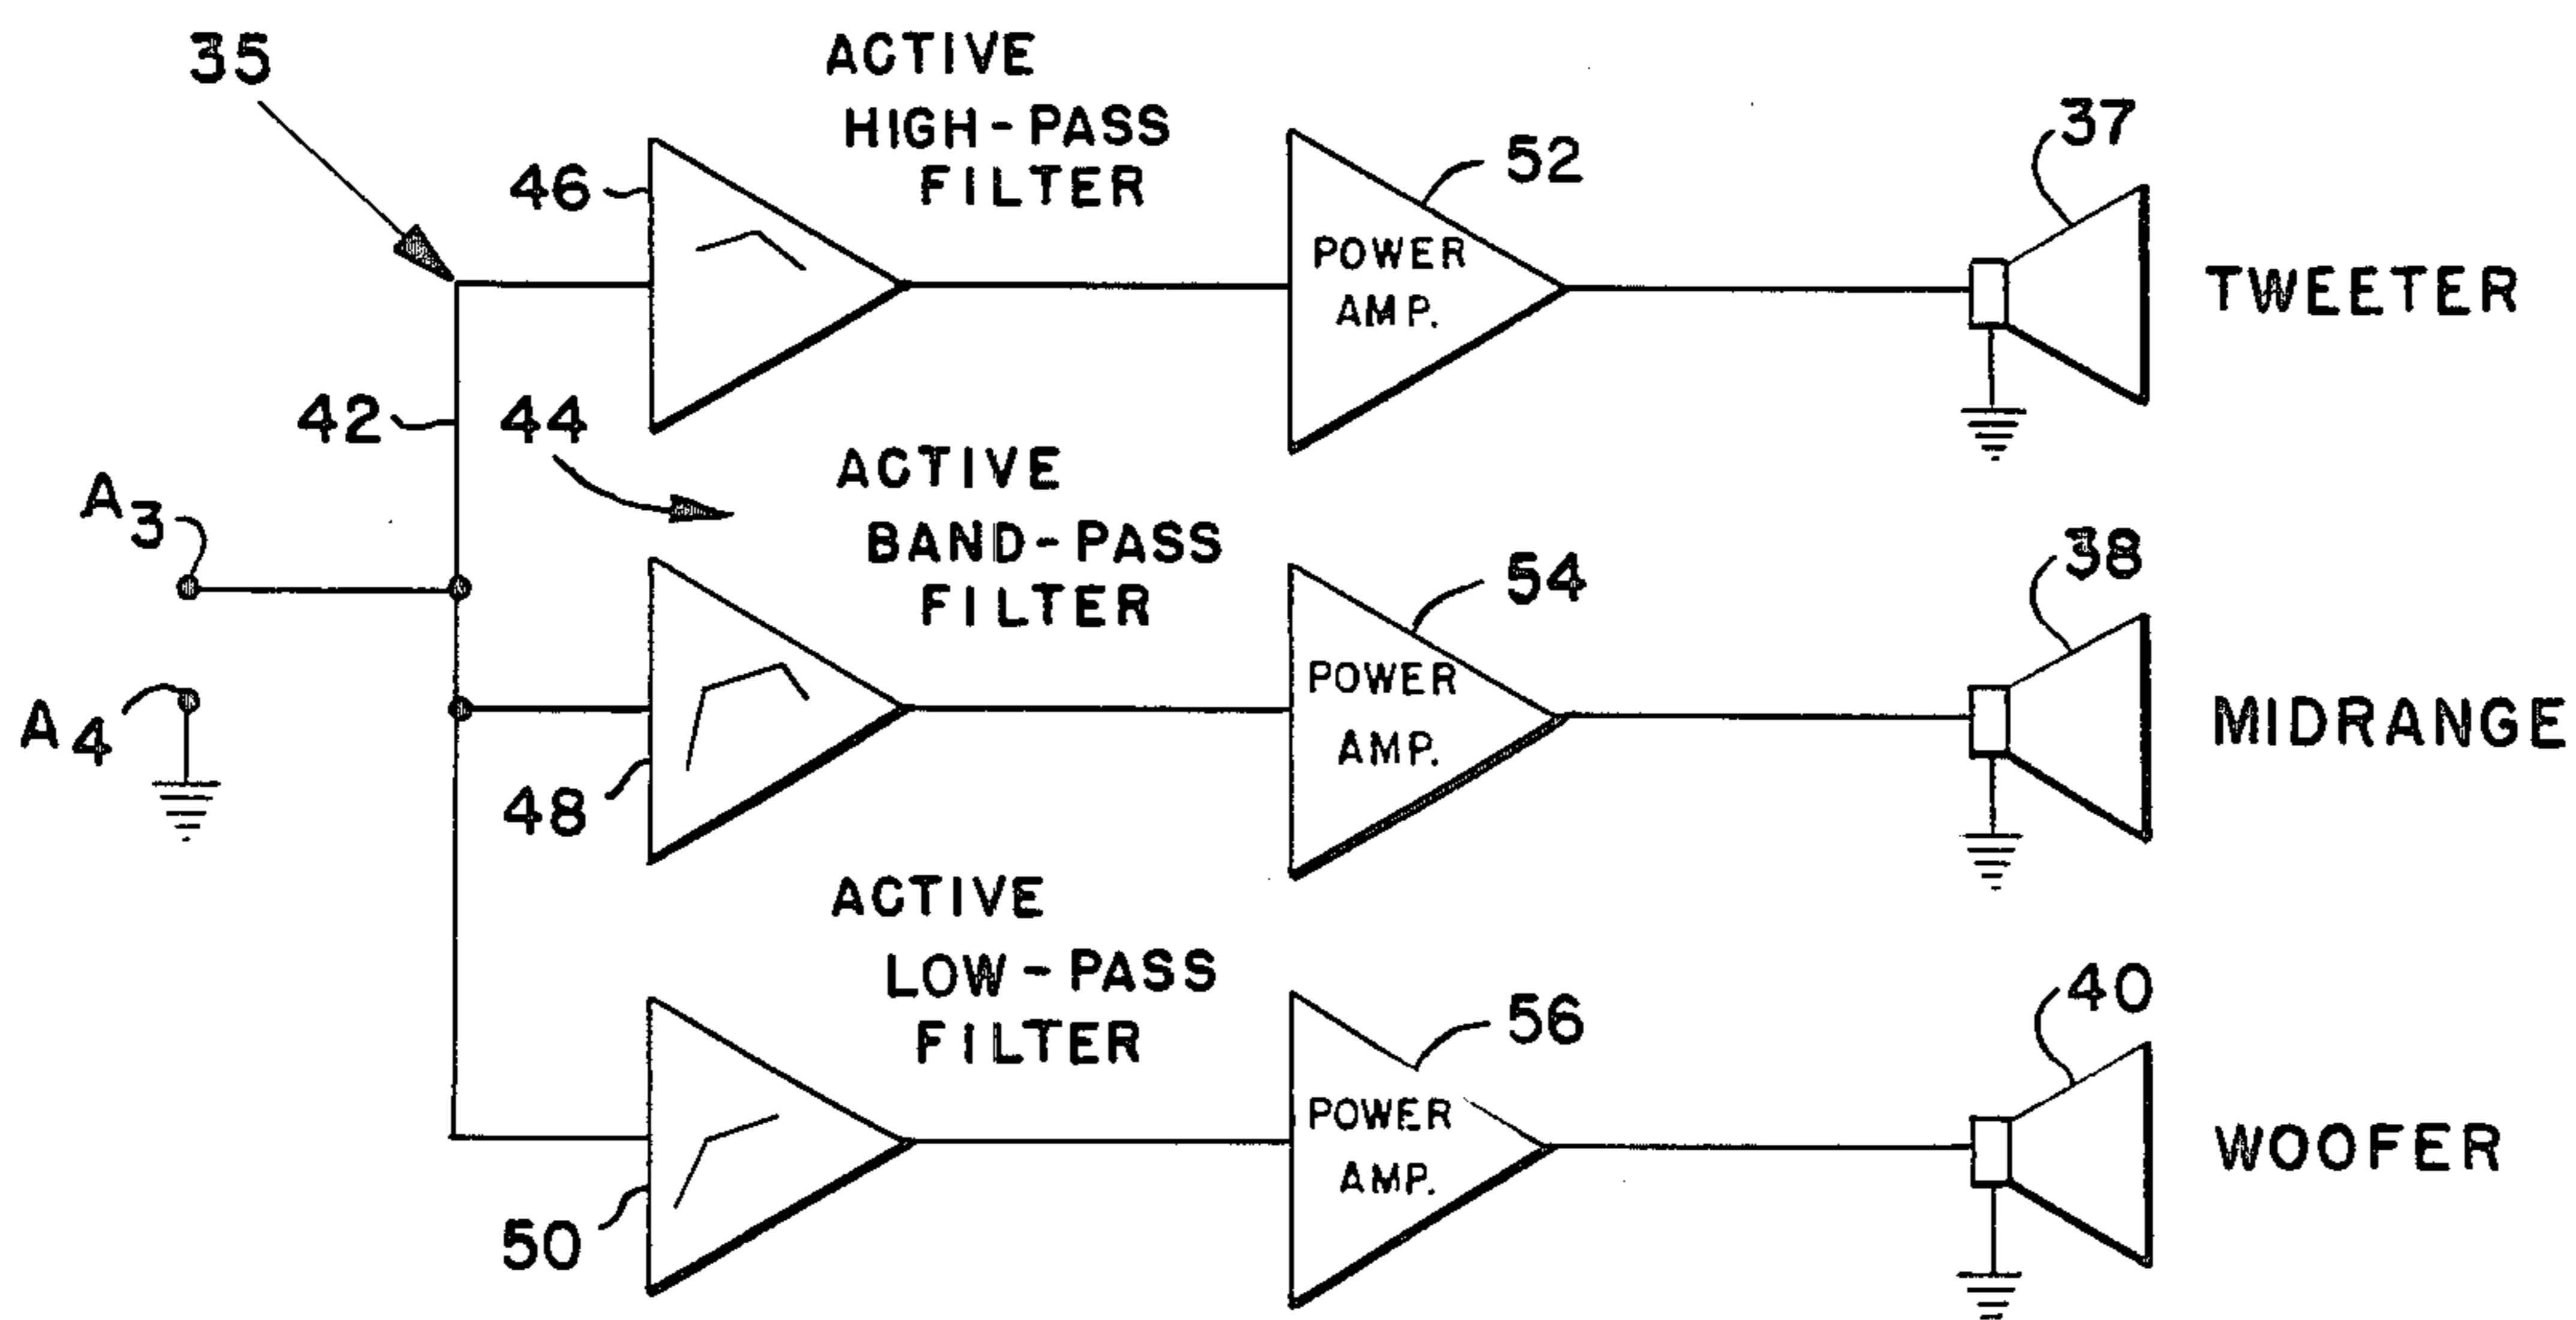 35
ACTIVE
HIGH-PASS
FILTER
46
POWER
AMP.
52
37
TWEETER
42
44
A3
A4
ACTIVE
BAND-PASS
FILTER
48
POWER
AMP.
54
38
MIDRANGE
ACTIVE
LOW-PASS
FILTER
50
POWER
AMP.
56
40
WOOFER